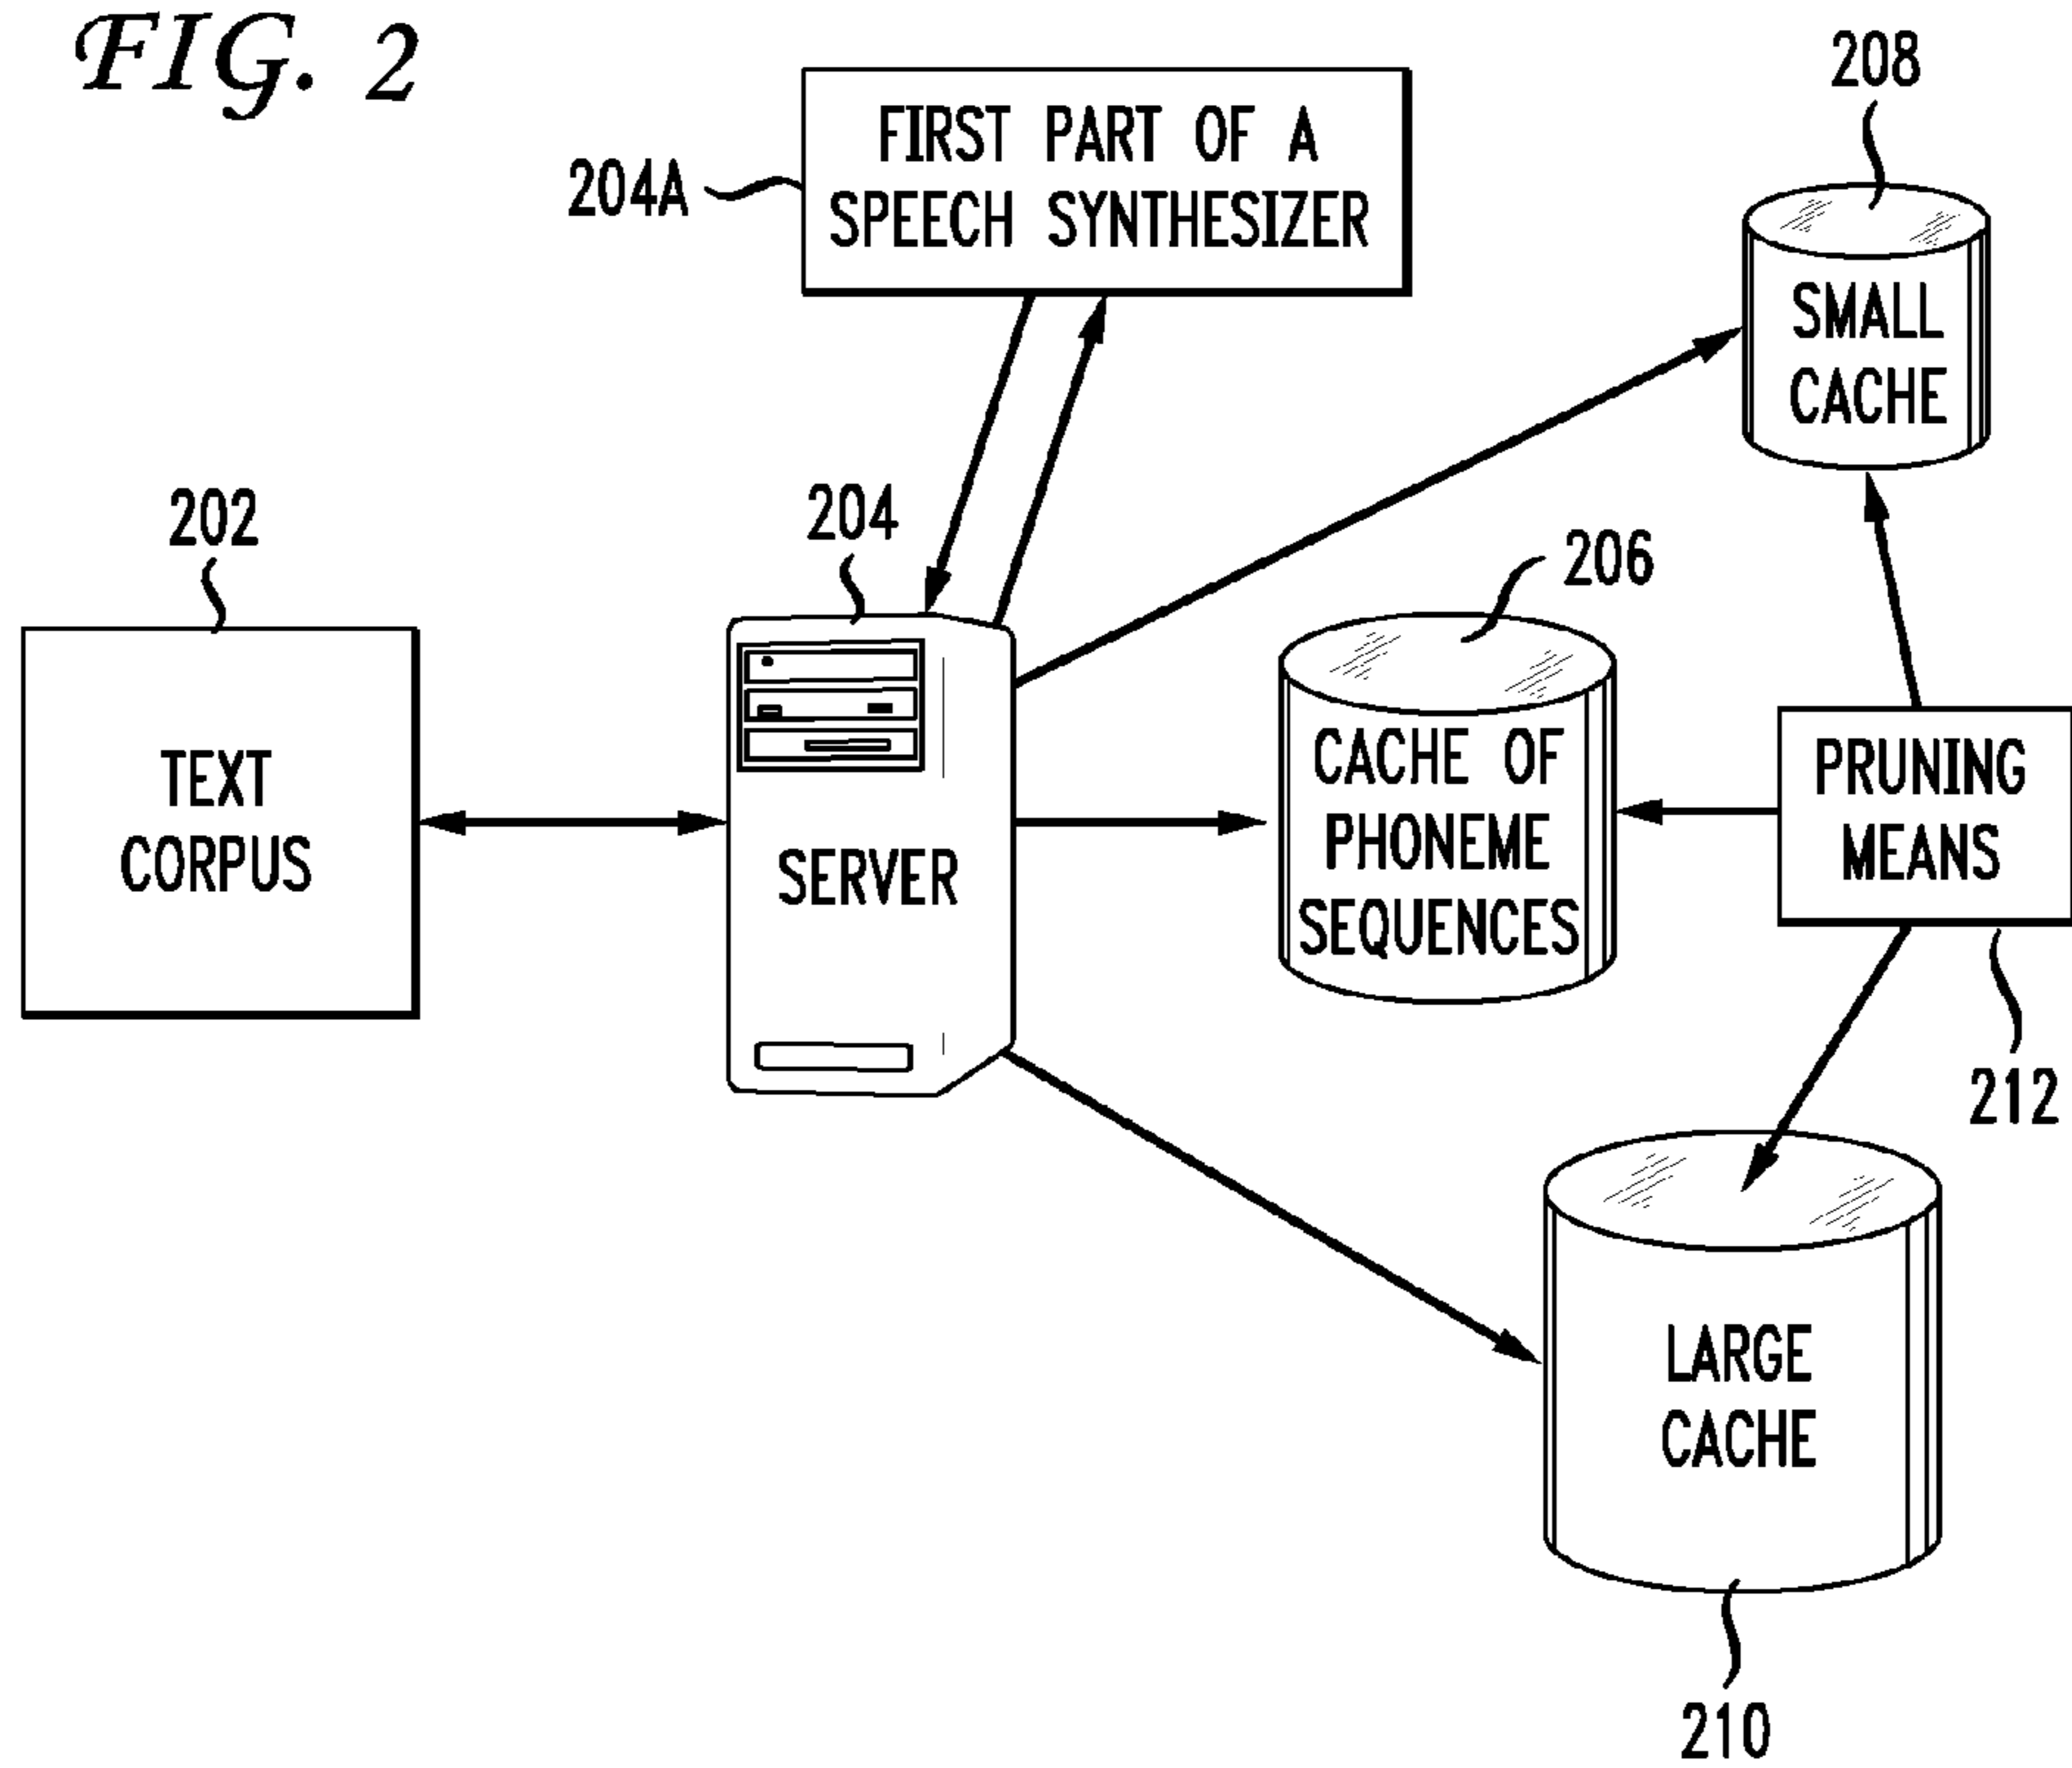 FIG. 2
208
FIRST PART OF A
SPEECH SYNTHESIZER
204A
SMALL
CACHE
202
204
206
TEXT
CORPUS
SERVER
CACHE OF
PHONEME
SEQUENCES
PRUNING
MEANS
212
LARGE
CACHE
210